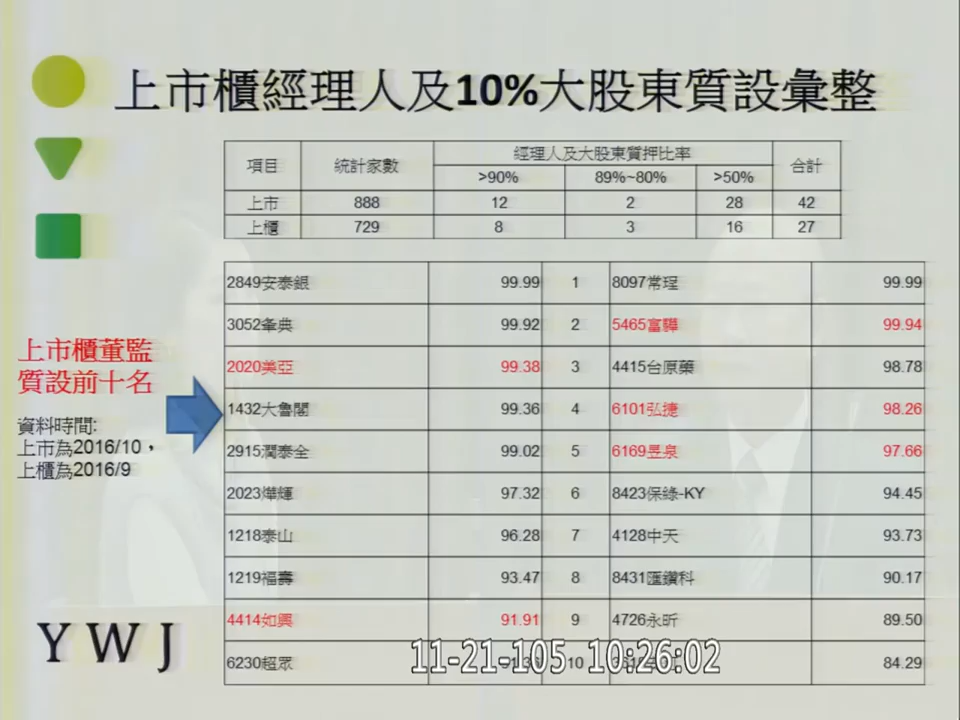 上市櫃經理人及10%大股東質設彙整
項目 統計家數 經理人及大股東質押比率 合計
>90% 89%~80% >50%
上市 888 12 2 28 42
上櫃 729 8 3 16 27
上市櫃董監
質設前十名
資料時間:
上市為2016/10，
上櫃為2016/9
2849安泰銀 99.99 1 8097常珵 99.99
3052夆典 99.92 2 5465富驊 99.94
2020美亞 99.38 3 4415台原藥 98.78
1432大魯閣 99.36 4 6101弘捷 98.26
2915潤泰全 99.02 5 6169昱泉 97.66
2023燁輝 97.32 6 8423保綠-KY 94.45
1218泰山 96.28 7 4128中天 93.73
1219福壽 93.47 8 8431匯鑽科 90.17
4414如興 91.91 9 4726永昕 89.50
6230超眾 10 84.29
YWJ
11-21-105 10:26:02